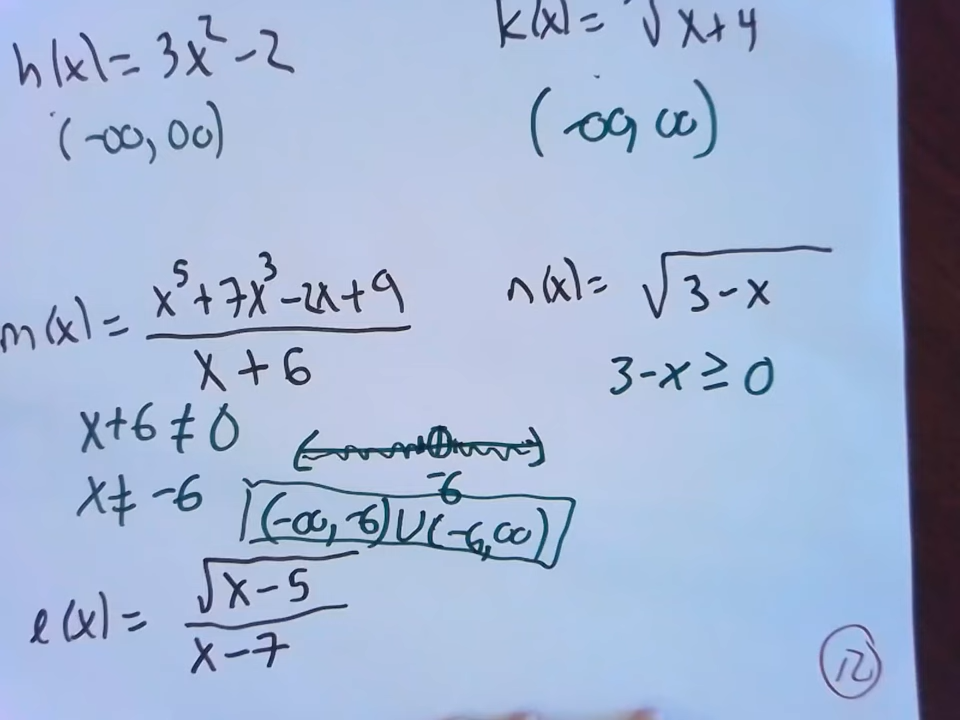 h(x) = 3x² - 2
(-∞, ∞)
k(x) = √x+4
(-∞, ∞)
m(x) = x⁵ + 7x³ - 2x + 9 / x + 6
x + 6 ≠ 0
x ≠ -6
-6
(-∞, -6) ∪ (-6, ∞)
n(x) = √3 - x
3 - x ≥ 0
l(x) = √x - 5 / x - 7
12